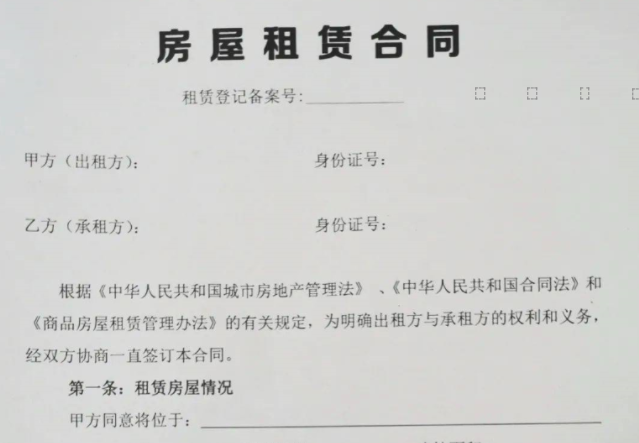 房屋租赁合同
租赁登记备案号：
甲方（出租方）： 身份证号：
乙方（承租方）： 身份证号：
根据《中华人民共和国城市房地产管理法》、《中华人民共和国合同法》和
《商品房屋租赁管理办法》的有关规定，为明确出租方与承租方的权利和义务，
经双方协商一直签订本合同。
第一条：租赁房屋情况
甲方同意将位于：